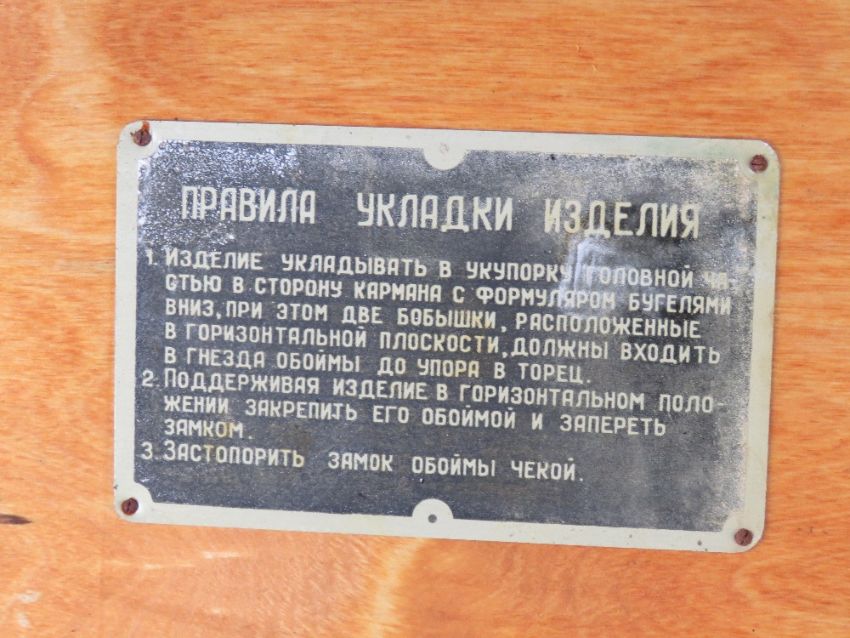 ПРАВИЛА УКЛАДКИ ИЗДЕЛИЯ
1. ИЗДЕЛИЕ УКЛАДЫВАТЬ В УКУПОРКУ ГОЛОВНОЙ ЧА-
СТЬЮ В СТОРОНУ КАРМАНА С ФОРМУЛЯРОМ БУГЕЛЯМИ
ВНИЗ, ПРИ ЭТОМ ДВЕ БОБЫШКИ, РАСПОЛОЖЕННЫЕ
В ГОРИЗОНТАЛЬНОЙ ПЛОСКОСТИ, ДОЛЖНЫ ВХОДИТЬ
В ГНЕЗДА ОБОЙМЫ ДО УПОРА В ТОРЕЦ.
2. ПОДДЕРЖИВАЯ ИЗДЕЛИЕ В ГОРИЗОНТАЛЬНОМ ПОЛО-
ЖЕНИИ ЗАКРЕПИТЬ ЕГО ОБОЙМОЙ И ЗАПЕРЕТЬ
ЗАМКОМ.
3. ЗАСТОПОРИТЬ ЗАМОК ОБОЙМЫ ЧЕКОЙ.